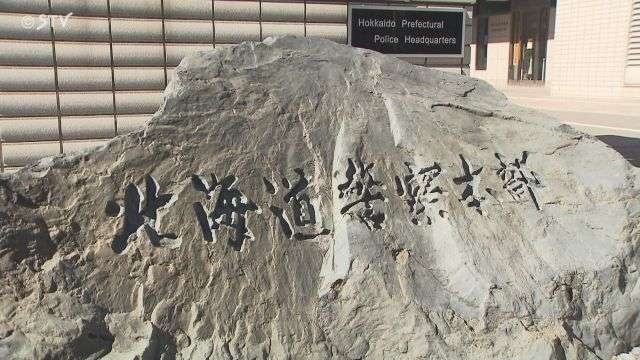 ©STV
Hokkaido Prefectural
Police Headquarters
北海道警察本部